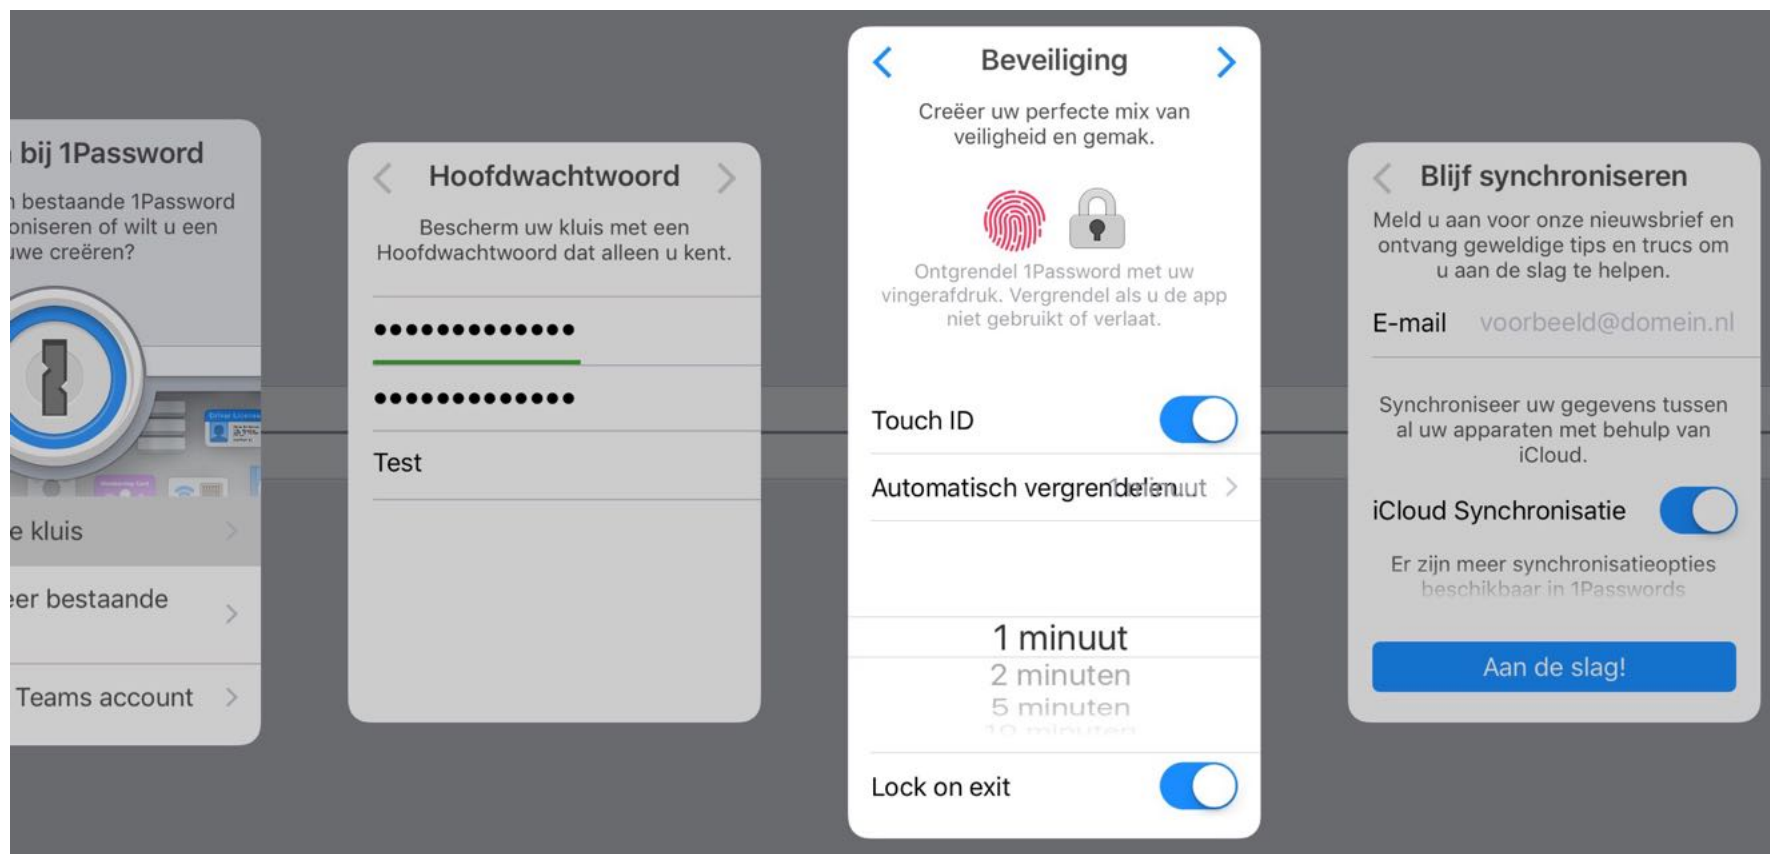 bij 1Password
bestaande 1Password
oniseren of wilt u een
uwe creëren?
e kluis
eer bestaande
Teams account
Hoofdwachtwoord
Bescherm uw kluis met een
Hoofdwachtwoord dat alleen u kent.
●●●●●●●●●●●●●
●●●●●●●●●●●●●
Test
Beveiliging
Creëer uw perfecte mix van
veiligheid en gemak.
Ontgrendel 1Password met uw
vingerafdruk. Vergrendel als u de app
niet gebruikt of verlaat.
Touch ID
Automatisch vergrendelen... 1 minuut
1 minuut
2 minuten
5 minuten
10 minuten
Lock on exit
Blijf synchroniseren
Meld u aan voor onze nieuwsbrief en
ontvang geweldige tips en trucs om
u aan de slag te helpen.
E-mail voorbeeld@domein.nl
Synchroniseer uw gegevens tussen
al uw apparaten met behulp van
iCloud.
iCloud Synchronisatie
Er zijn meer synchronisatieopties
beschikbaar in 1Passwords
Aan de slag!